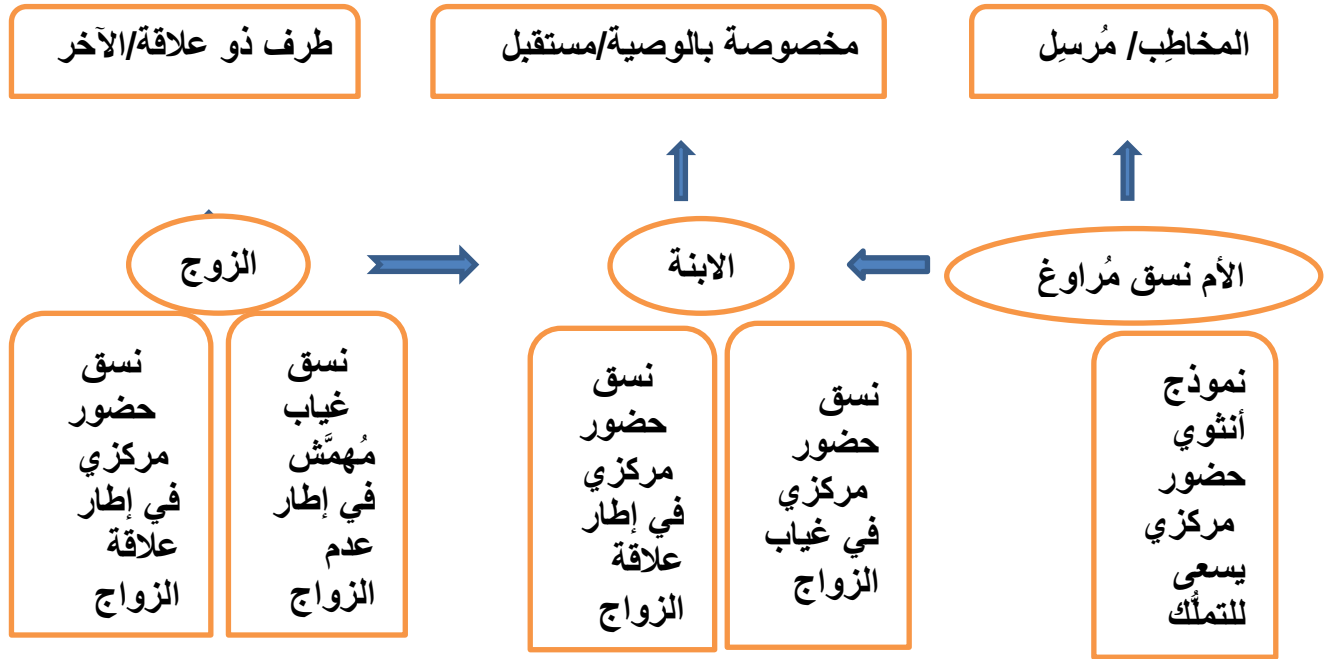 المخاطِب/ مُرسِل
مخصوصة بالوصية/مستقبل
طرف ذو علاقة/الآخر
الأم نسق مُراوغ
الابنة
الزوج
نموذج
أنثوي
حضور
مركزي
يسعى
للتملُّك
نسق
حضور
مركزي
في غياب
الزواج
نسق
حضور
مركزي
في إطار
علاقة
الزواج
نسق
غياب
مُهمَّش
في إطار
عدم
الزواج
نسق
حضور
مركزي
في إطار
علاقة
الزواج